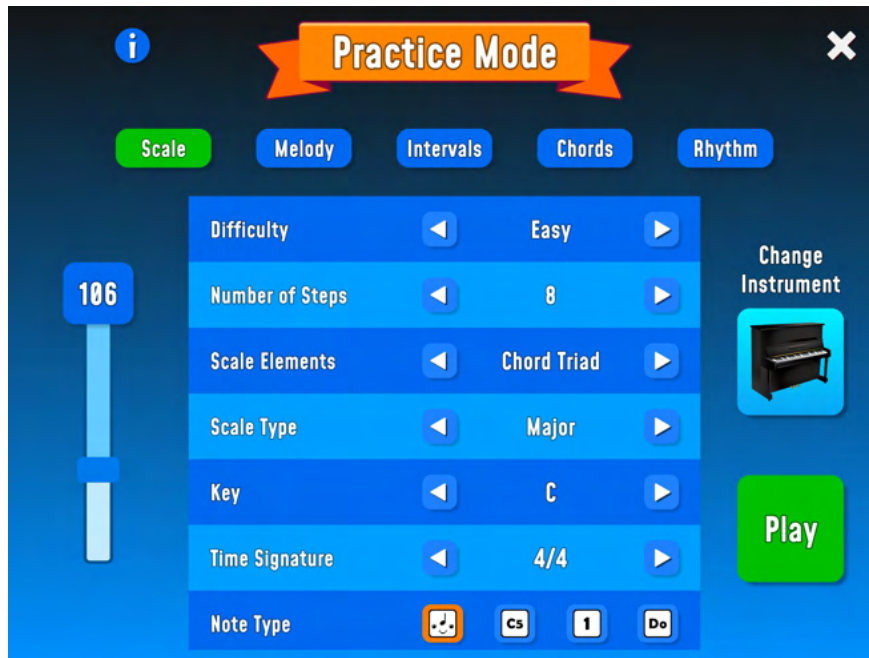 i
Practice Mode
Scale
Melody
Intervals
Chords
Rhythm
106
Difficulty
Easy
Number of Steps
8
Scale Elements
Chord Triad
Scale Type
Major
Key
C
Time Signature
4/4
Note Type
C5
1
Do
Change
Instrument
Play